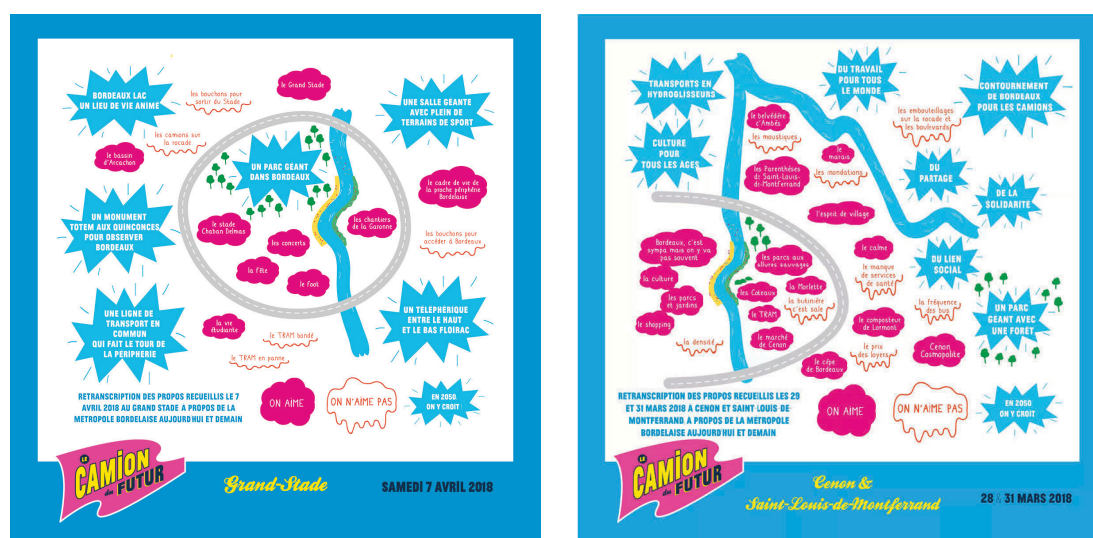 BORDEAUX LAC
UN LIEU DE VIE ANIME
les bouchons pour
sortir du Stade
le Grand Stade
UNE SALLE GÉANTE
AVEC PLEIN DE
TERRAINS DE SPORT
les camions sur
la rocade
le bassin
d'Arcachon
UN PARC GÉANT
DANS BORDEAUX
le cadre de vie de
la proche périphérie
Bordelaise
UN MONUMENT
TOTEM AUX QUINCONCES
POUR OBSERVER
BORDEAUX
le stade
Chaban Delmas
les concerts
les chantiers
de la Garonne
les bouchons pour
accéder à Bordeaux
la fête
le foot
UNE LIGNE DE
TRANSPORT EN
COMMUN
QUI FAIT LE TOUR DE
LA PERIPHERIE
la vie
étudiante
le TRAM bondé
le TRAM en panne
UN TÉLÉPHERIQUE
ENTRE LE HAUT
ET LE BAS FLOIRAC
RETRANSCRIPTION DES PROPOS RECUEILLIS LE 7
AVRIL 2018 AU GRAND STADE A PROPOS DE LA
METROPOLE BORDELAISE AUJOURD'HUI ET DEMAIN
ON AIME
ON N'AIME PAS
EN 2050
ON Y CROIT
LE
CAMION
du FUTUR
Grand-Stade
SAMEDI 7 AVRIL 2018
TRANSPORTS EN
HYDROGLISSEURS
DU TRAVAIL
POUR TOUS
LE MONDE
CONTOURNEMENT
DE BORDEAUX
POUR LES CAMIONS
le belvédère
d'Ambès
les moustiques
les embouteillages
sur la rocade et
les boulevards
CULTURE
POUR
TOUS LES ÂGES
le
marais
les Parenthèses
de Saint-Louis-
de-Montferrand
les inondations
DU
PARTAGE
DE LA
SOLIDARITE
l'esprit de village
Bordeaux, c'est
sympa mais on y va
pas souvent
le calme
DU LIEN
SOCIAL
les parcs aux
allures sauvages
la culture
le manque
de services
de santé
les Coteaux
la Morlette
les parcs
et jardins
la butinière
c'est sale
la fréquence
des bus
UN PARC
GÉANT AVEC
UNE FORÊT
le shopping
le TRAM
le composteur
de Lormont
la densité
le marché
de Cenon
le prix
des loyers
Cenon
Cosmopolite
le cèpe
de Bordeaux
RETRANSCRIPTION DES PROPOS RECUEILLIS LES 29
ET 31 MARS 2018 A CENON ET SAINT LOUIS-DE-
MONTFERRAND A PROPOS DE LA MÉTROPOLE
BORDELAISE AUJOURD'HUI ET DEMAIN
ON AIME
ON N'AIME PAS
EN 2050
ON Y CROIT
LE
CAMION
du FUTUR
Cenon &
Saint-Louis-de-Montferrand
28 & 31 MARS 2018